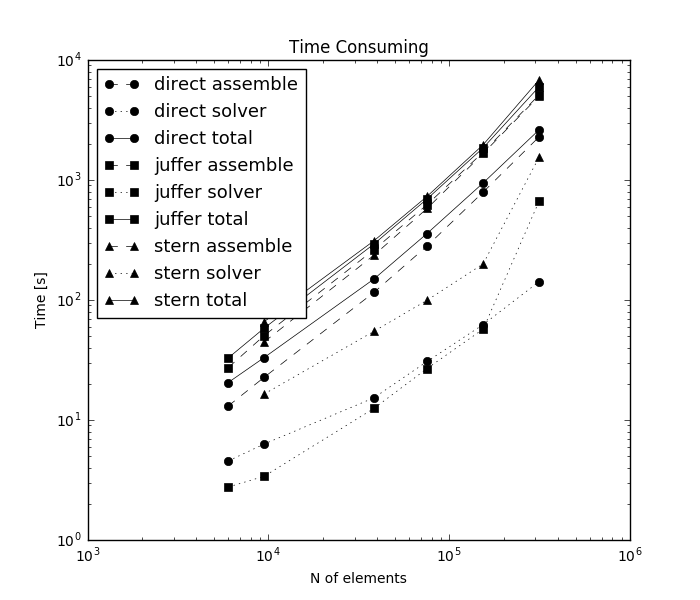 Time Consuming
10^4
10^3
10^2
10^1
10^0
Time [s]
direct assemble
direct solver
direct total
juffer assemble
juffer solver
juffer total
stern assemble
stern solver
stern total
10^3
10^4
10^5
10^6
N of elements